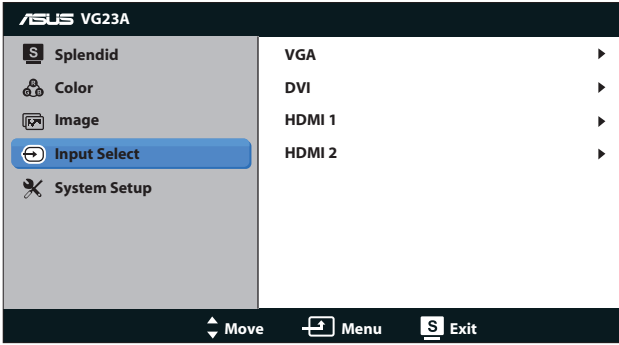 ASUS VG23A
S Splendid
Color
Image
Input Select
System Setup
VGA
DVI
HDMI 1
HDMI 2
Move Menu S Exit